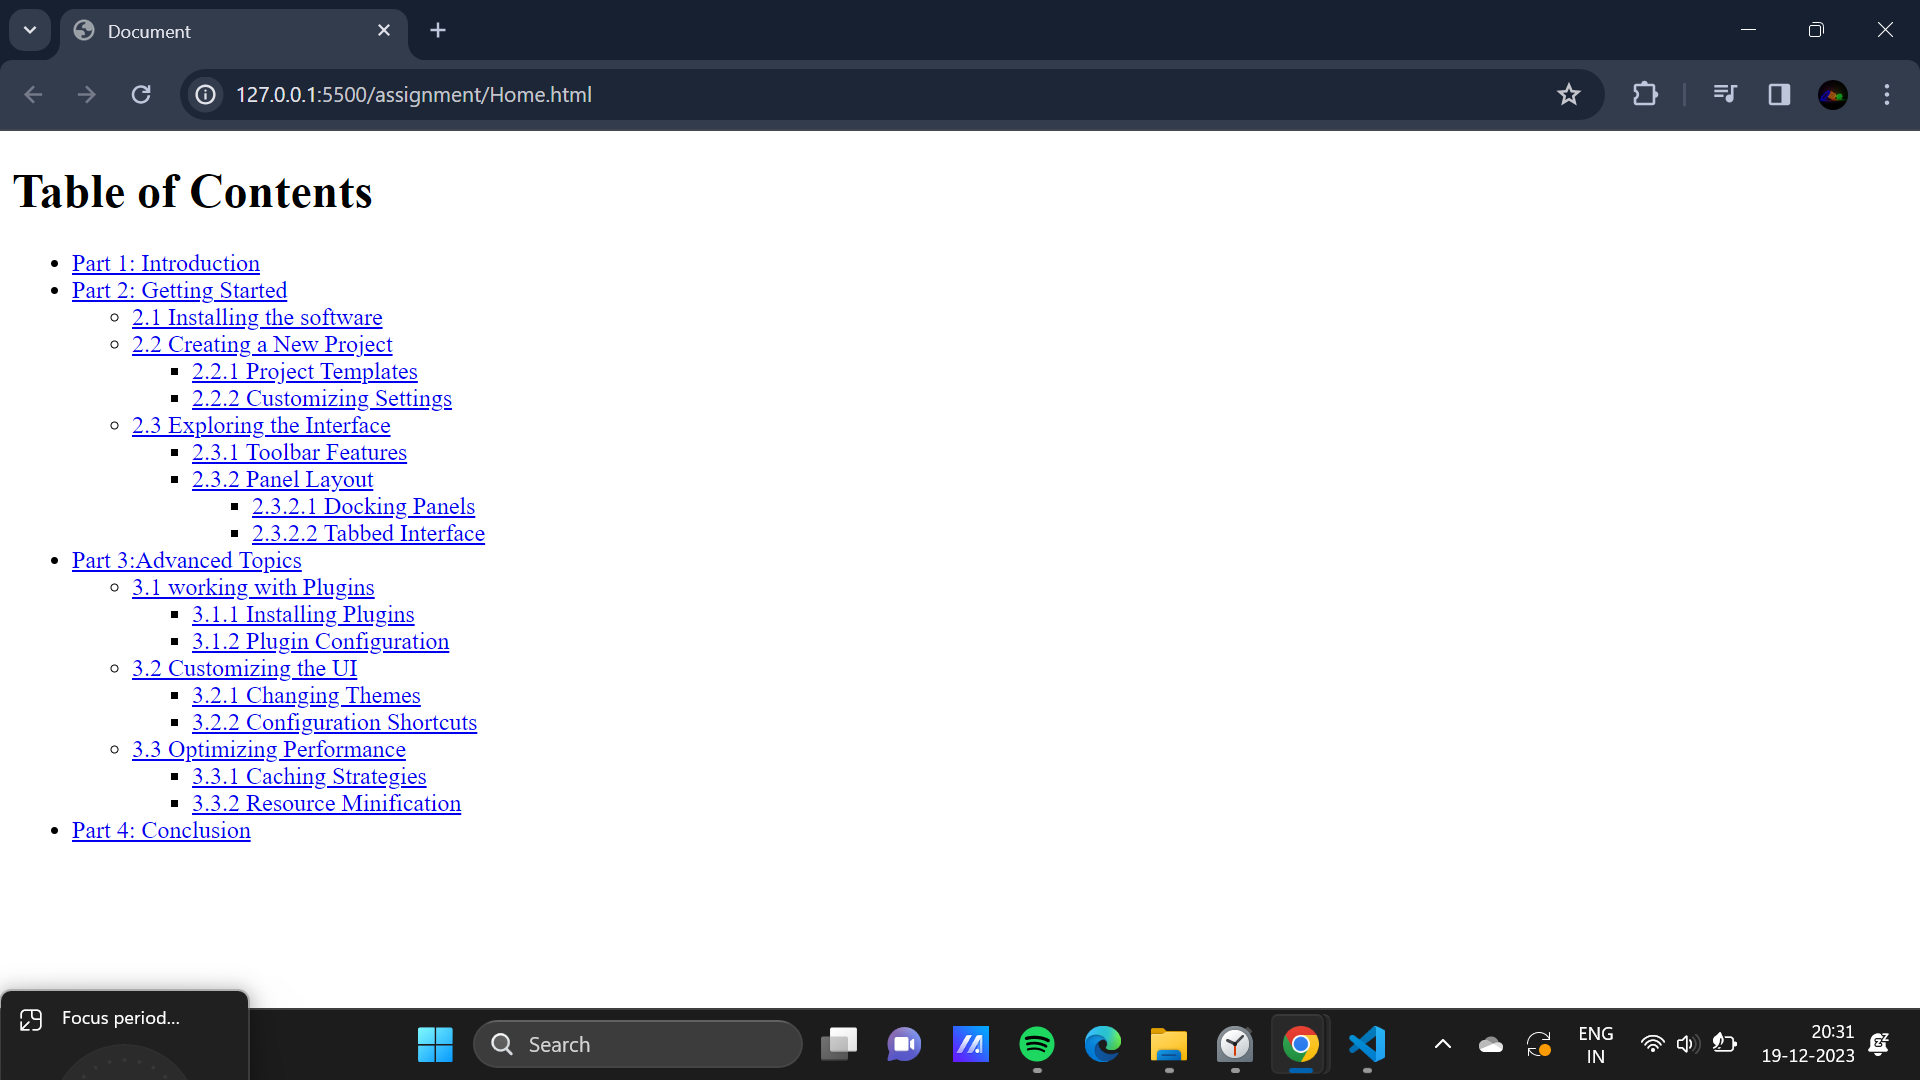 Document
127.0.0.1:5500/assignment/Home.html
Table of Contents
Part 1: Introduction
Part 2: Getting Started
2.1 Installing the software
2.2 Creating a New Project
2.2.1 Project Templates
2.2.2 Customizing Settings
2.3 Exploring the Interface
2.3.1 Toolbar Features
2.3.2 Panel Layout
2.3.2.1 Docking Panels
2.3.2.2 Tabbed Interface
Part 3:Advanced Topics
3.1 working with Plugins
3.1.1 Installing Plugins
3.1.2 Plugin Configuration
3.2 Customizing the UI
3.2.1 Changing Themes
3.2.2 Configuration Shortcuts
3.3 Optimizing Performance
3.3.1 Caching Strategies
3.3.2 Resource Minification
Part 4: Conclusion
Focus period...
Search
ENG
IN
20:31
19-12-2023